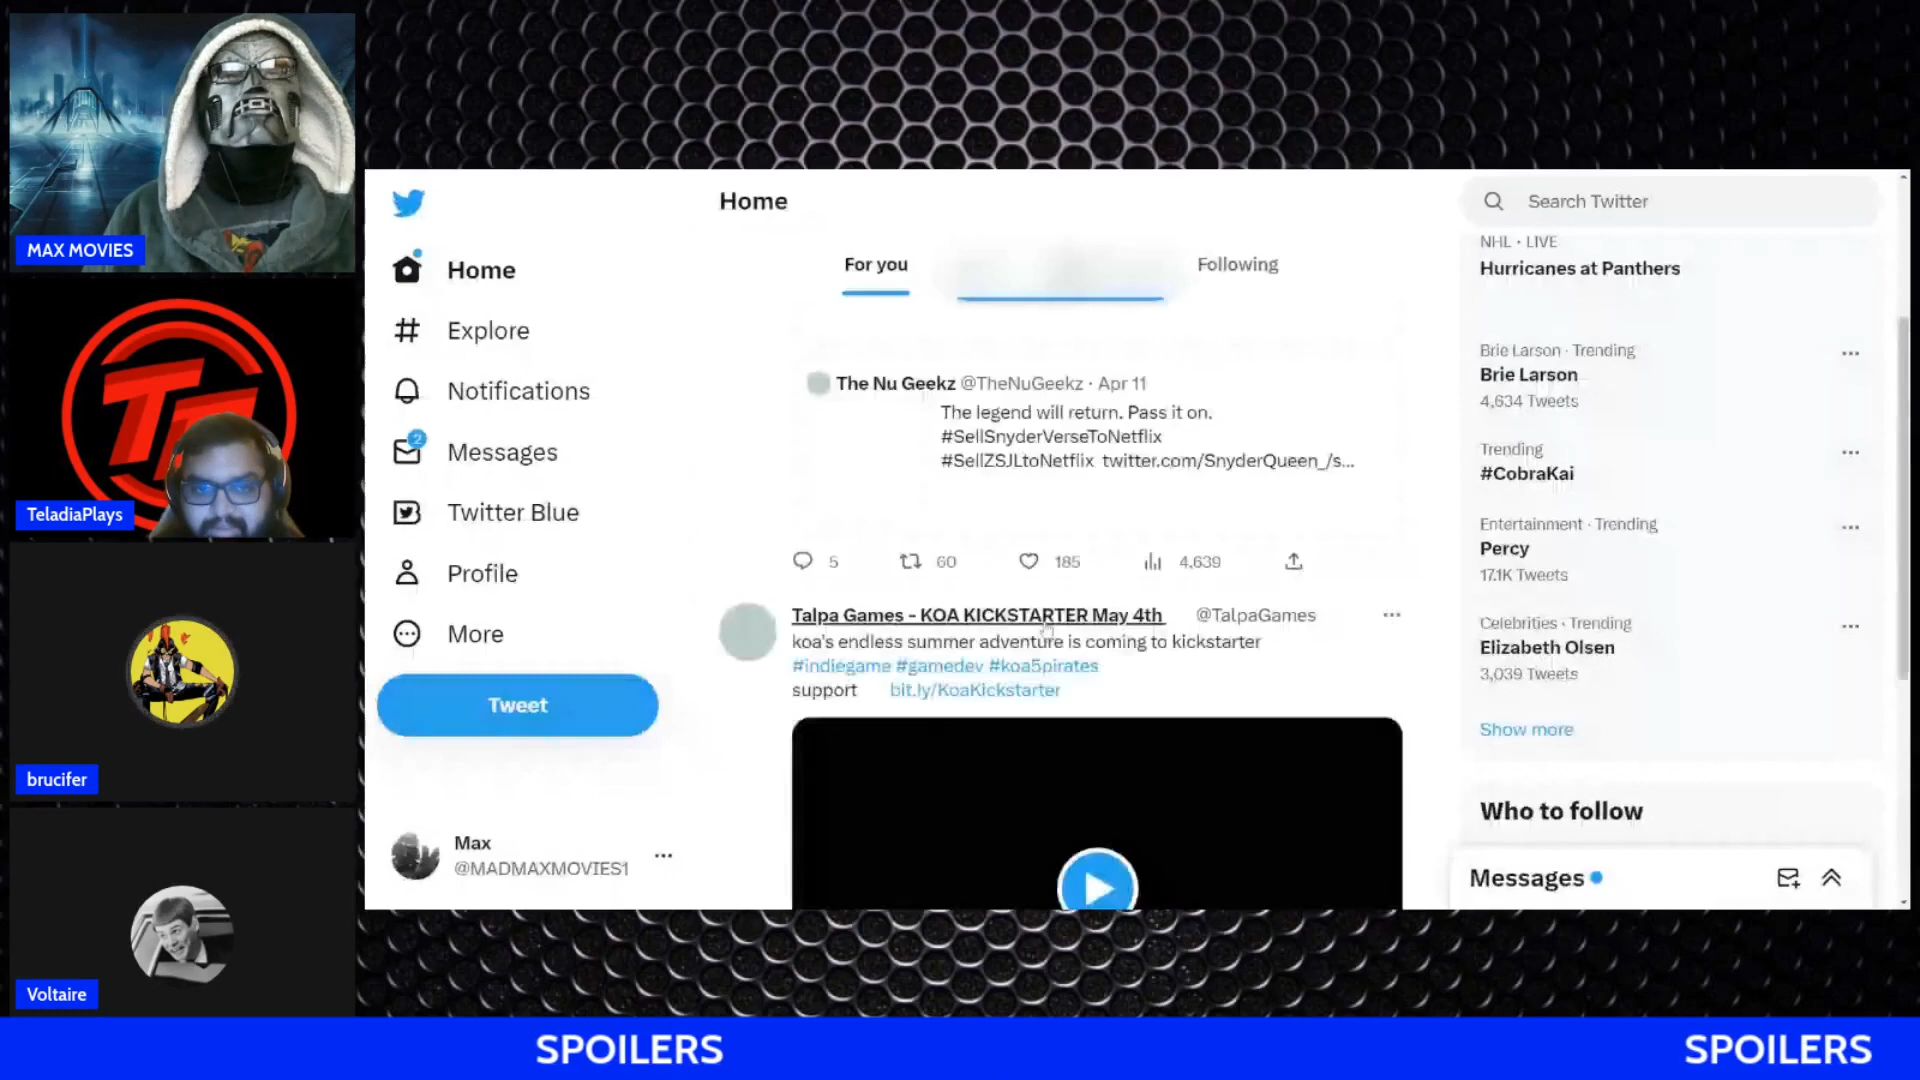 MAX MOVIES
TeladiaPlays
brucifer
Voltaire
Home
Explore
Notifications
2
Messages
Twitter Blue
Profile
More
Tweet
Max
@MADMAXMOVIES1
Home
For you
Following
The Nu Geekz @TheNuGeekz · Apr 11
The legend will return. Pass it on.
#SellSnyderVerseToNetflix
#SellZSJLtoNetflix twitter.com/SnyderQueen_/s...
5 60 185 4,639
Talpa Games - KOA KICKSTARTER May 4th @TalpaGames
koa's endless summer adventure is coming to kickstarter
#indiegame #gamedev #koa5pirates
support bit.ly/KoaKickstarter
Search Twitter
NHL · LIVE
Hurricanes at Panthers
Brie Larson · Trending
Brie Larson
4,634 Tweets
Trending
#CobraKai
Entertainment · Trending
Percy
17.1K Tweets
Celebrities · Trending
Elizabeth Olsen
3,039 Tweets
Show more
Who to follow
Messages
SPOILERS
SPOILERS